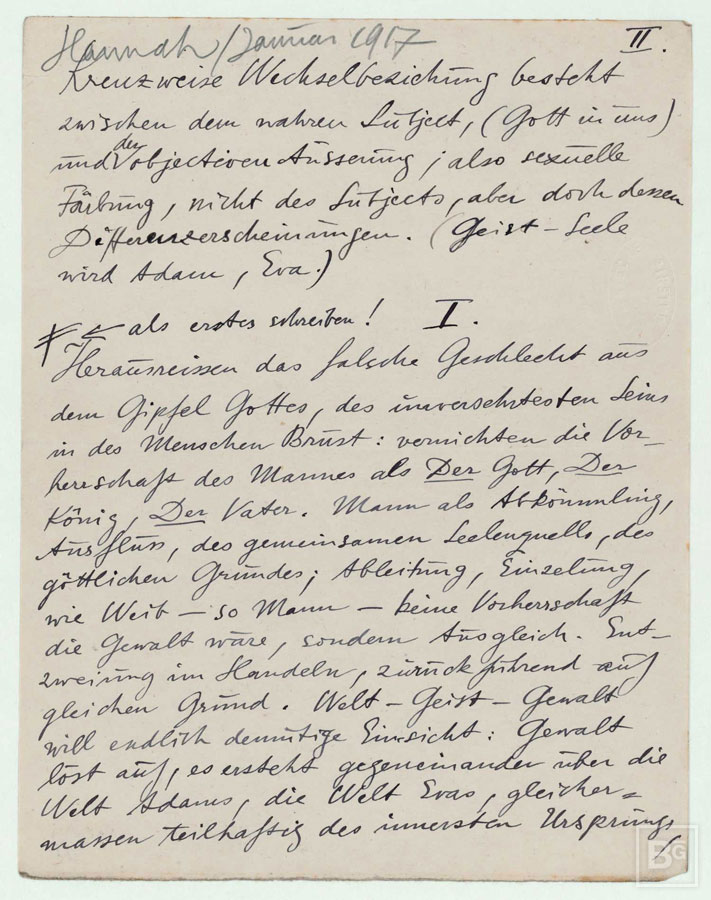 Hannah / Januar 1917 II.
Kreuzweise Wechselbeziehung besteht
zwischen dem wahren Subject, (Gott in uns)
und der objectiven Äusserung; also sexuelle
Färbung, nicht des Subjects, aber doch dessen
Differenzerscheinungen. (Geist – Seele
wird Adam, Eva.)
als erstes schreiben! I.
Herausreissen das falsche Geschlecht aus
dem Gipfel Gottes, des unversehrtesten Seins
in des Menschen Brust: vernichten die Vor-
herrschaft des Mannes als Der Gott, Der
König, Der Vater. Mann als Abkömmling,
Ausfluss, des gemeinsamen Seelenquells, des
göttlichen Grundes; Ableitung, Einzelung,
wie Weib – so Mann – keine Vorherrschaft
die Gewalt wäre, sondern Ausgleich. Ent-
zweiung im Handeln, zurückführend auf
gleichen Grund. Welt – Geist – Gewalt
will endlich demütige Einsicht: Gewalt
löst auf, es ersteht gegeneinander über die
Welt Adams, die Welt Evas, gleicher=
massen teilhaftig des innersten Ursprungs
BG